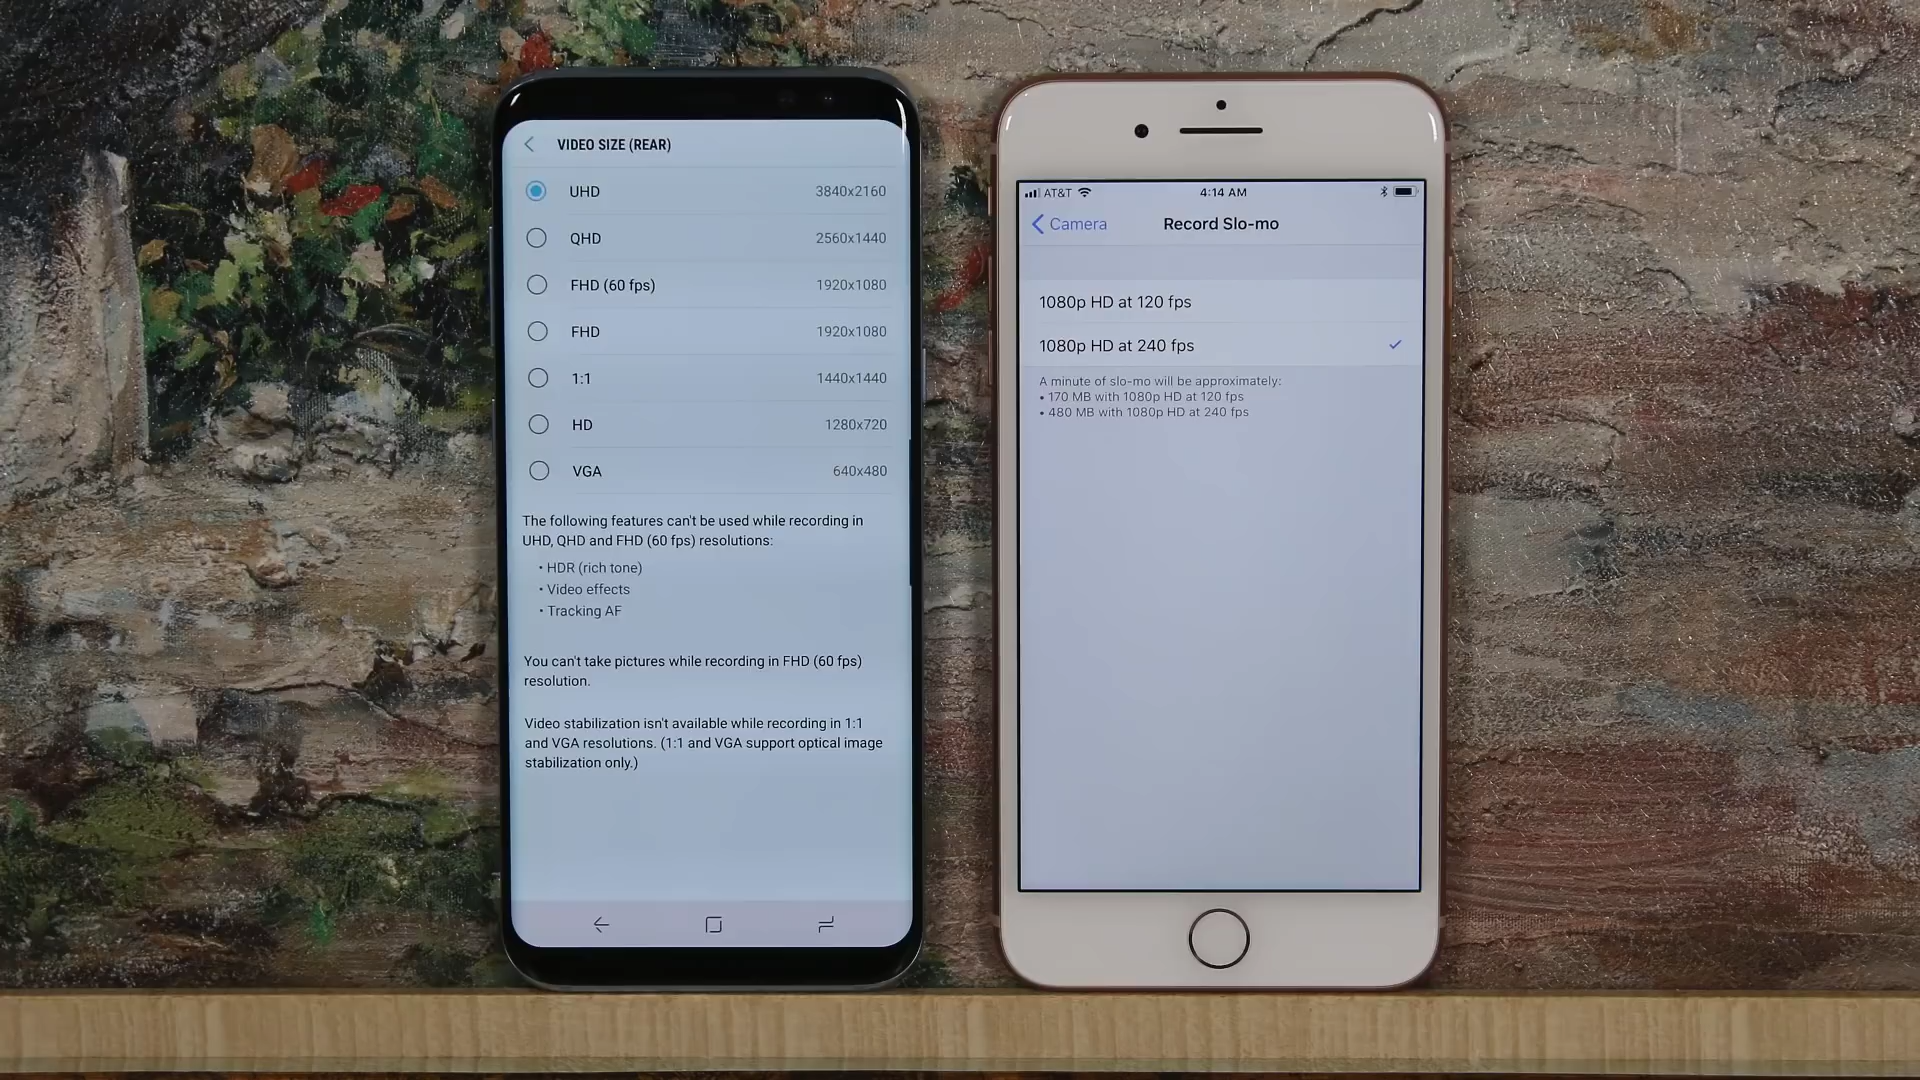 VIDEO SIZE (REAR)
UHD 3840x2160
QHD 2560x1440
FHD (60 fps) 1920x1080
FHD 1920x1080
1:1 1440x1440
HD 1280x720
VGA 640x480
The following features can't be used while recording in
UHD, QHD and FHD (60 fps) resolutions:
• HDR (rich tone)
• Video effects
• Tracking AF
You can't take pictures while recording in FHD (60 fps)
resolution.
Video stabilization isn't available while recording in 1:1
and VGA resolutions. (1:1 and VGA support optical image
stabilization only.)
AT&T 4:14 AM
Camera Record Slo-mo
1080p HD at 120 fps
1080p HD at 240 fps
A minute of slo-mo will be approximately:
• 170 MB with 1080p HD at 120 fps
• 480 MB with 1080p HD at 240 fps